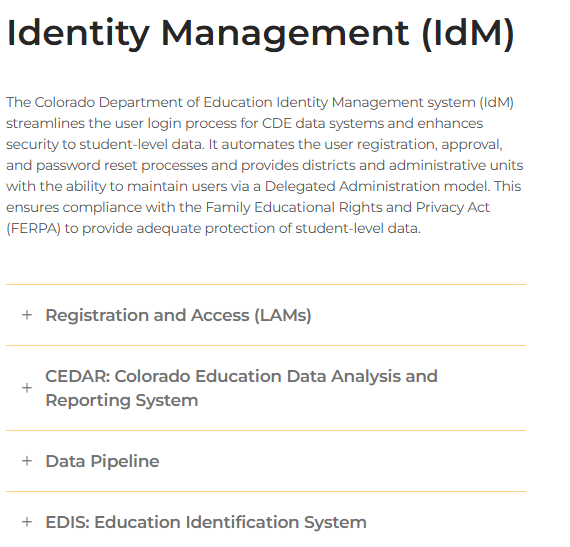 Identity Management (IdM)
The Colorado Department of Education Identity Management system (IdM)
streamlines the user login process for CDE data systems and enhances
security to student-level data. It automates the user registration, approval,
and password reset processes and provides districts and administrative units
with the ability to maintain users via a Delegated Administration model. This
ensures compliance with the Family Educational Rights and Privacy Act
(FERPA) to provide adequate protection of student-level data.
+ Registration and Access (LAMs)
+ CEDAR: Colorado Education Data Analysis and
Reporting System
+ Data Pipeline
+ EDIS: Education Identification System